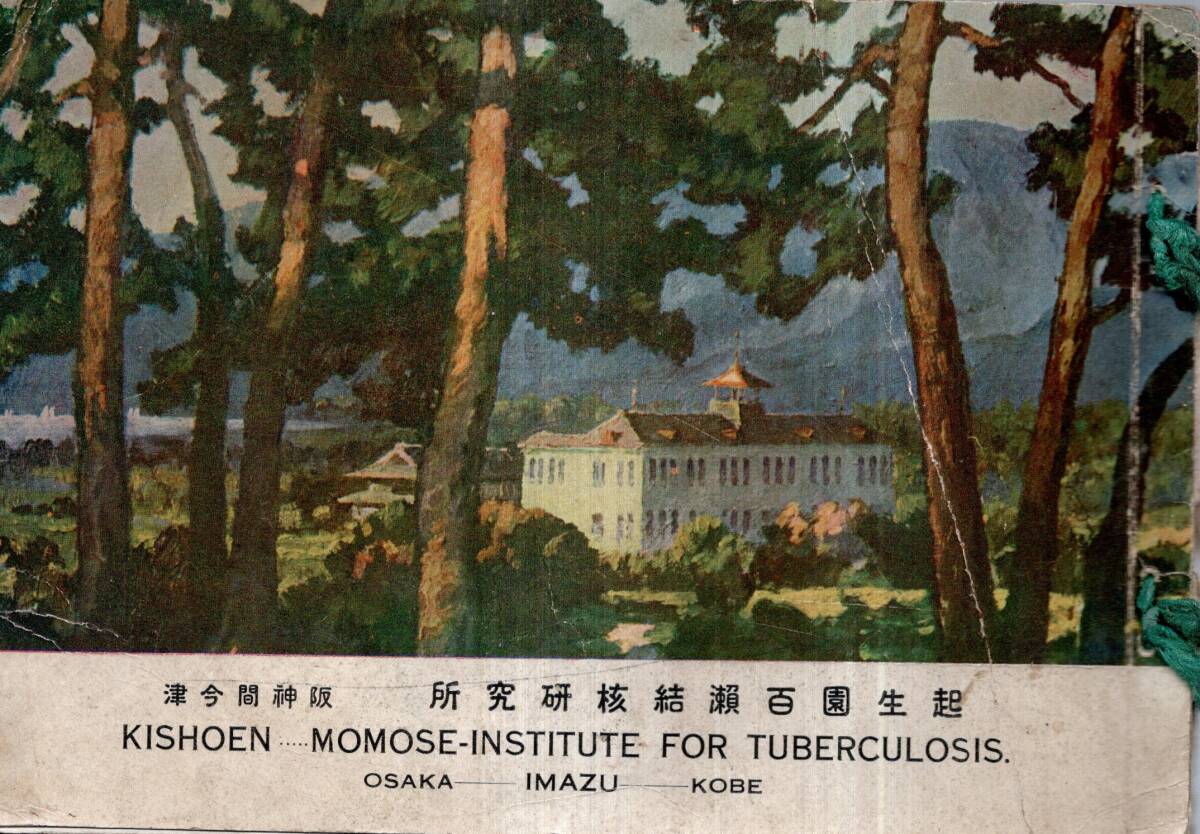 起生園百瀨結核研究所 阪神間今津
KISHOEN ..... MOMOSE-INSTITUTE FOR TUBERCULOSIS.
OSAKA—IMAZU—KOBE